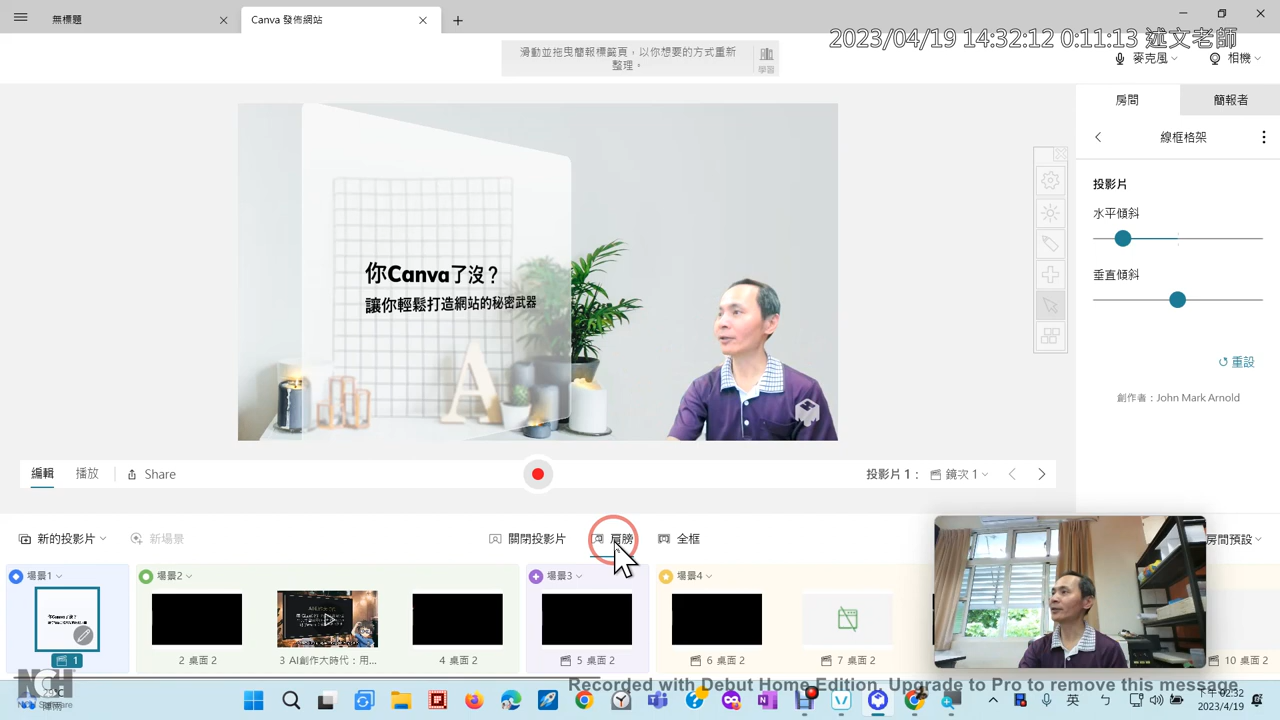 無標題
Canva 發佈網站
2023/04/19 14:32:12 0:11:13 述文老師
滑動並拖曳簡報標籤頁，以你想要的方式重新
整理。
學習
麥克風
相機
房間
簡報者
線框格架
投影片
水平傾斜
垂直傾斜
重設
創作者：John Mark Arnold
你Canva了沒？
讓你輕鬆打造網站的秘密武器
A
編輯
播放
Share
投影片 1：
鏡次 1
新的投影片
新場景
關閉投影片
肩膀
全框
房間預設
場景1
場景2
場景3
場景4
1
2 桌面 2
3 AI創作大時代：用...
4 桌面 2
5 桌面 2
6 桌面 2
7 桌面 2
10 桌面 2
NCH
NCH Software
Recorded with Debut Home Edition. Upgrade to Pro to remove this message
英
下午 02:32
2023/4/19